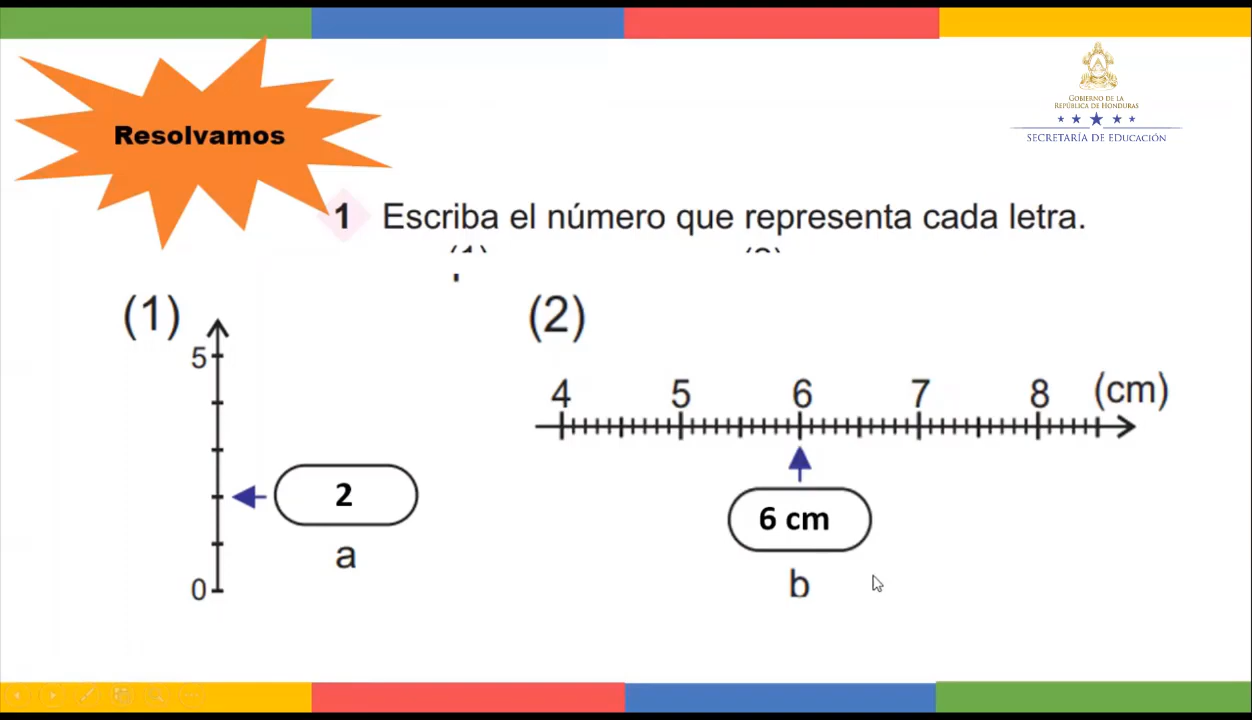 Resolvamos
GOBIERNO DE LA
REPÚBLICA DE HONDURAS
SECRETARÍA DE EDUCACIÓN
1 Escriba el número que representa cada letra.
(1)
5
2
a
0
(2)
4 5 6 7 8 (cm)
6 cm
b